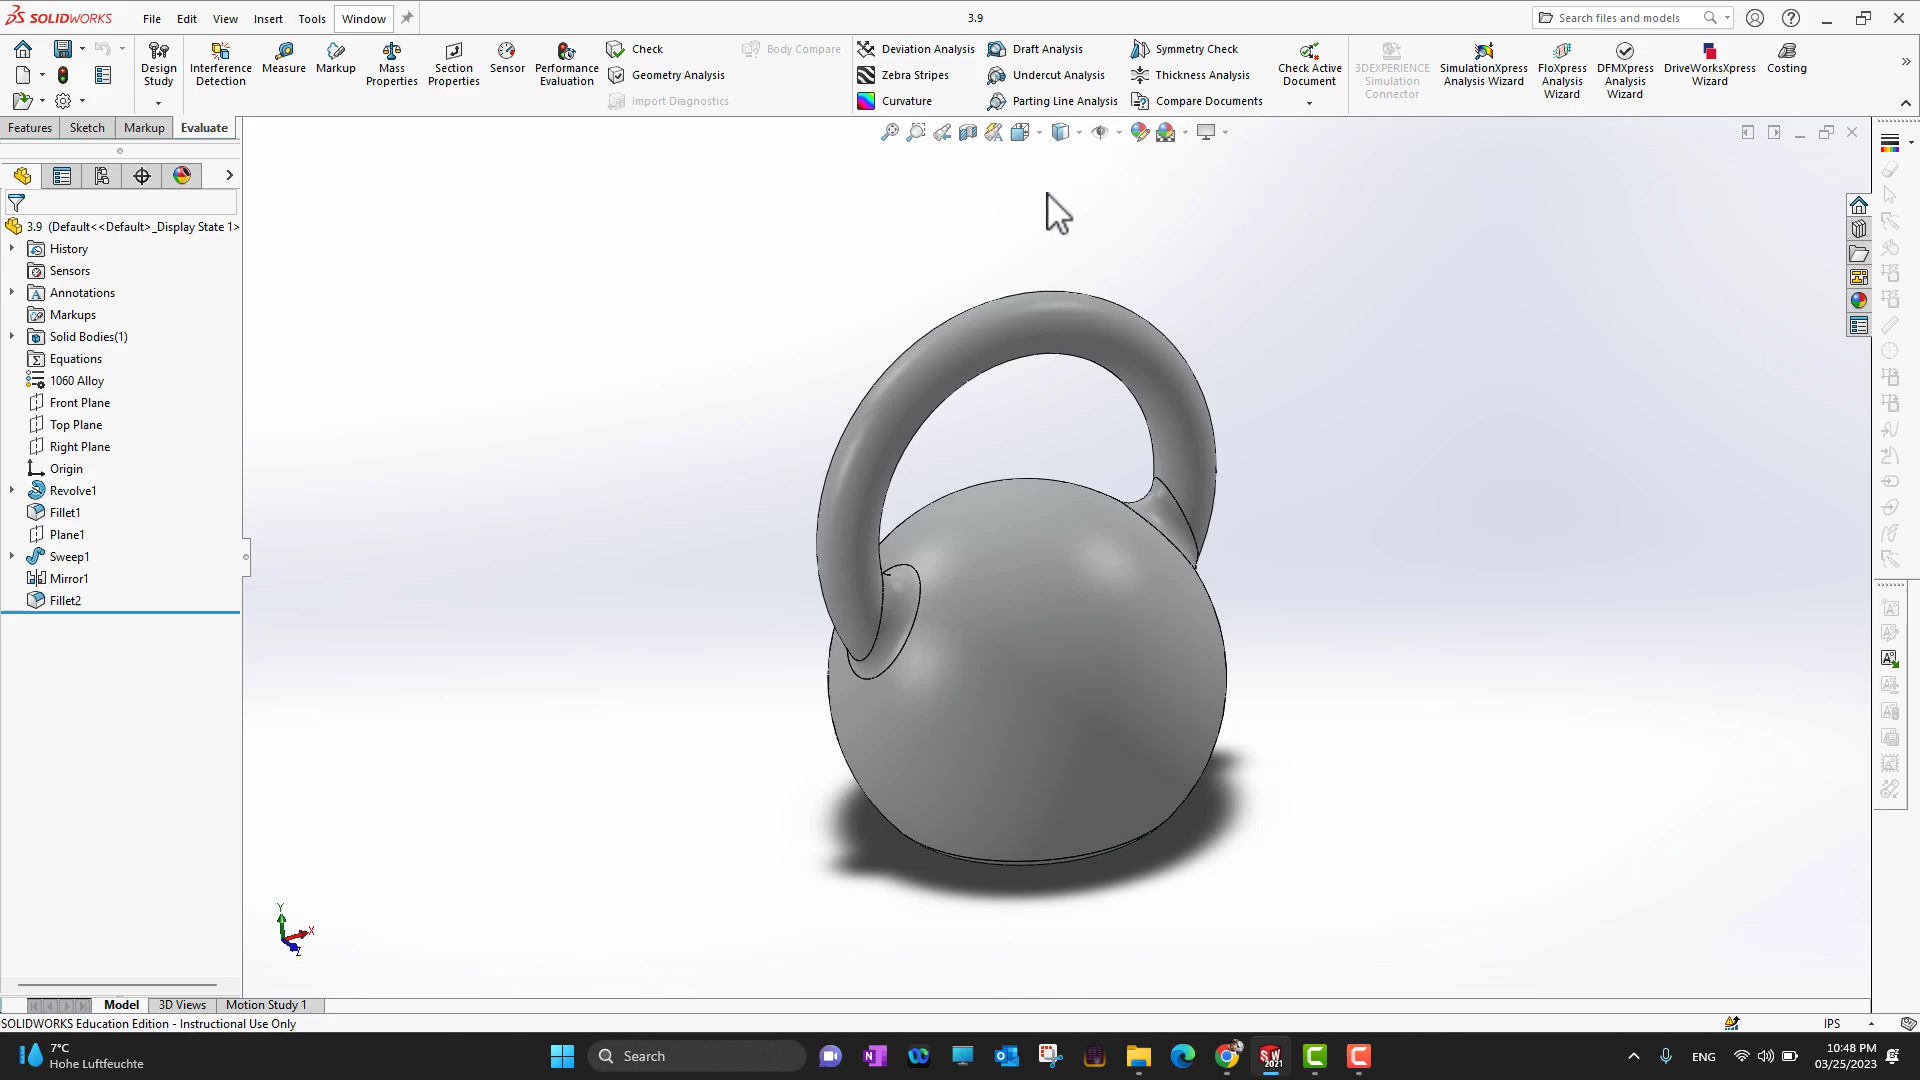 SOLIDWORKS File Edit View Insert Tools Window 3.9 Search files and models
Design Study
Interference Detection
Measure
Markup
Mass Properties
Section Properties
Sensor
Performance Evaluation
Check
Geometry Analysis
Import Diagnostics
Body Compare
Deviation Analysis
Zebra Stripes
Curvature
Draft Analysis
Undercut Analysis
Parting Line Analysis
Symmetry Check
Thickness Analysis
Compare Documents
Check Active Document
3DEXPERIENCE Simulation Connector
SimulationXpress Analysis Wizard
FloXpress Analysis Wizard
DFMXpress Analysis Wizard
DriveWorksXpress Wizard
Costing
Features Sketch Markup Evaluate
3.9 (Default<<Default>_Display State 1>
History
Sensors
Annotations
Markups
Solid Bodies(1)
Equations
1060 Alloy
Front Plane
Top Plane
Right Plane
Origin
Revolve1
Fillet1
Plane1
Sweep1
Mirror1
Fillet2
Y
X
Z
Model 3D Views Motion Study 1
SOLIDWORKS Education Edition - Instructional Use Only
IPS
7°C
Hohe Luftfeuchte
Search
SW
2021
ENG
10:48 PM
03/25/2023